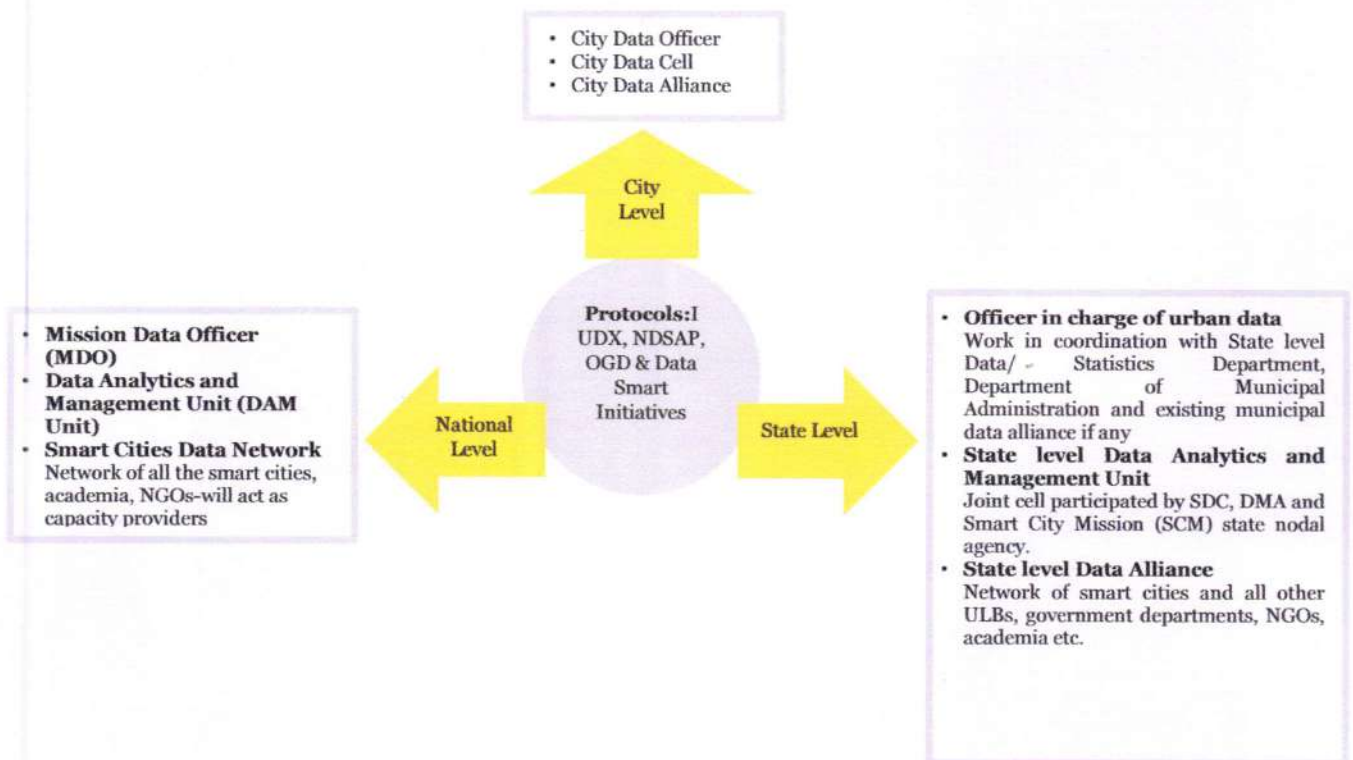 • City Data Officer
• City Data Cell
• City Data Alliance
City
Level
Protocols:I
UDX, NDSAP,
OGD & Data
Smart
Initiatives
National
Level
State Level
• Mission Data Officer
(MDO)
• Data Analytics and
Management Unit (DAM
Unit)
• Smart Cities Data Network
Network of all the smart cities,
academia, NGOs-will act as
capacity providers
• Officer in charge of urban data
Work in coordination with State level
Data/ - Statistics Department,
Department of Municipal
Administration and existing municipal
data alliance if any
• State level Data Analytics and
Management Unit
Joint cell participated by SDC, DMA and
Smart City Mission (SCM) state nodal
agency.
• State level Data Alliance
Network of smart cities and all other
ULBs, government departments, NGOs,
academia etc.